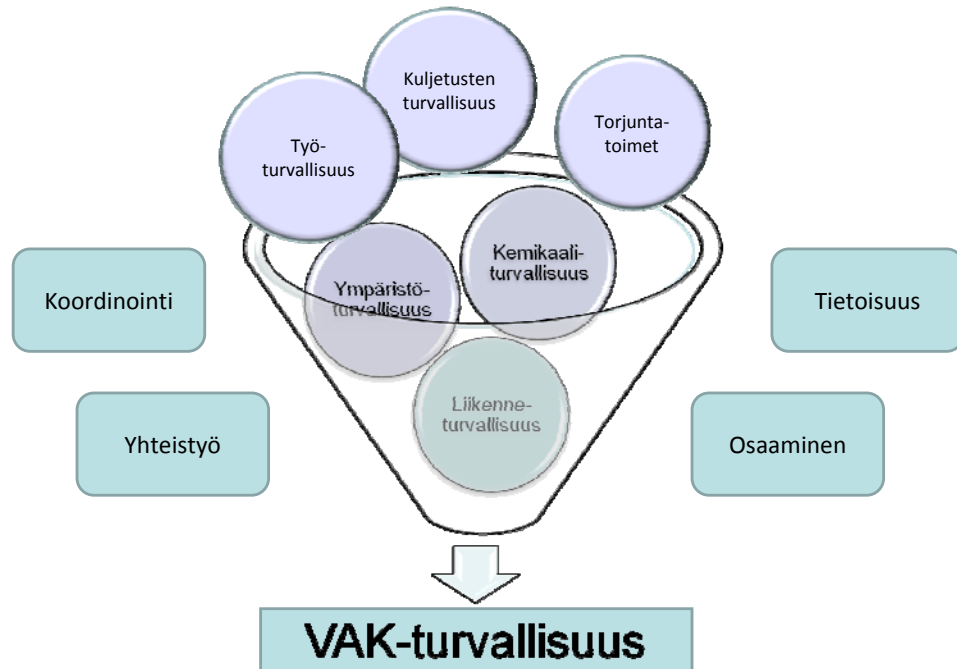 Kuljetusten
turvallisuus
Työ-
turvallisuus
Torjunta-
toimet
Kemikaali-
turvallisuus
Ympäristö-
turvallisuus
Liikenne-
turvallisuus
Koordinointi
Yhteistyö
Tietoisuus
Osaaminen
VAK-turvallisuus